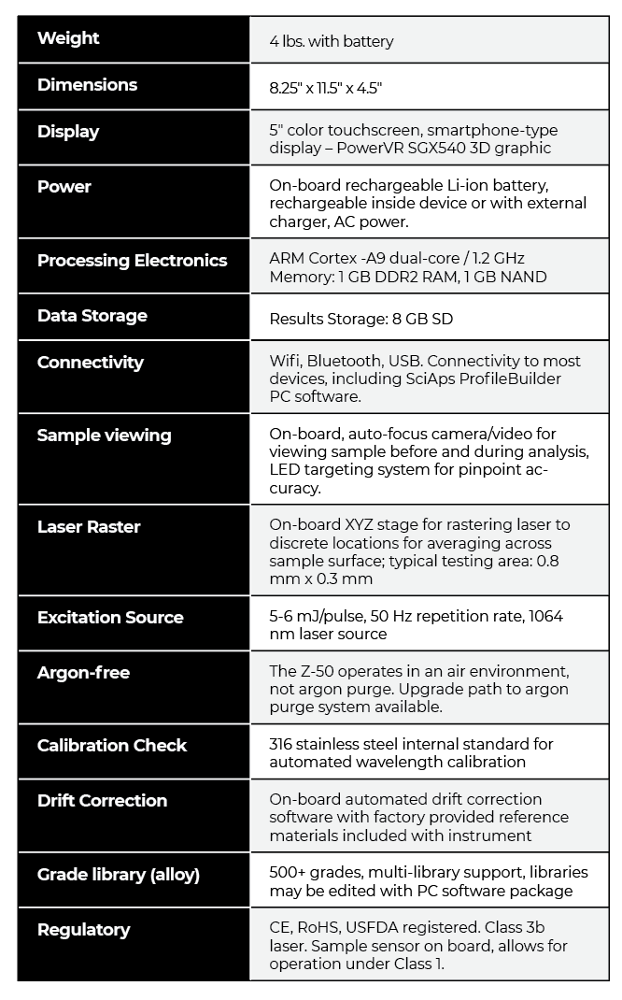 Weight
4 lbs. with battery
Dimensions
8.25" x 11.5" x 4.5"
Display
5" color touchscreen, smartphone-type
display – PowerVR SGX540 3D graphic
Power
On-board rechargeable Li-ion battery,
rechargeable inside device or with external
charger, AC power.
Processing Electronics
ARM Cortex -A9 dual-core / 1.2 GHz
Memory: 1 GB DDR2 RAM, 1 GB NAND
Data Storage
Results Storage: 8 GB SD
Connectivity
Wifi, Bluetooth, USB. Connectivity to most
devices, including SciAps ProfileBuilder
PC software.
Sample viewing
On-board, auto-focus camera/video for
viewing sample before and during analysis,
LED targeting system for pinpoint ac-
curacy.
Laser Raster
On-board XYZ stage for rastering laser to
discrete locations for averaging across
sample surface; typical testing area: 0.8
mm x 0.3 mm
Excitation Source
5-6 mJ/pulse, 50 Hz repetition rate, 1064
nm laser source
Argon-free
The Z-50 operates in an air environment,
not argon purge. Upgrade path to argon
purge system available.
Calibration Check
316 stainless steel internal standard for
automated wavelength calibration
Drift Correction
On-board automated drift correction
software with factory provided reference
materials included with instrument
Grade library (alloy)
500+ grades, multi-library support, libraries
may be edited with PC software package
Regulatory
CE, RoHS, USFDA registered. Class 3b
laser. Sample sensor on board, allows for
operation under Class 1.